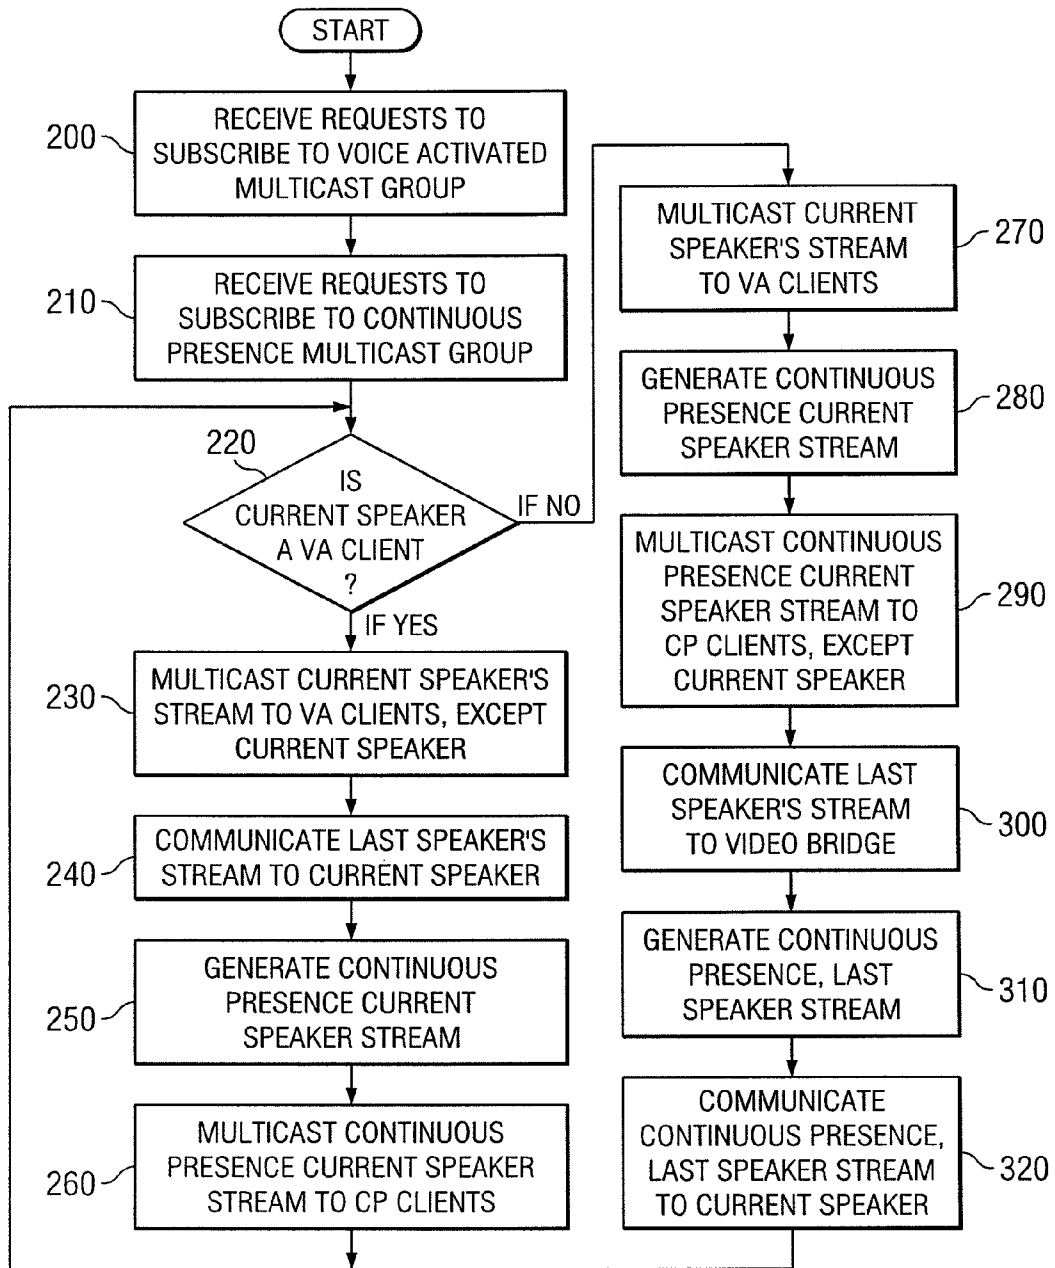 START
200
RECEIVE REQUESTS TO
SUBSCRIBE TO VOICE ACTIVATED
MULTICAST GROUP
210
RECEIVE REQUESTS TO
SUBSCRIBE TO CONTINUOUS
PRESENCE MULTICAST GROUP
220
IS
CURRENT SPEAKER
A VA CLIENT
?
IF NO
IF YES
230
MULTICAST CURRENT SPEAKER'S
STREAM TO VA CLIENTS, EXCEPT
CURRENT SPEAKER
240
COMMUNICATE LAST SPEAKER'S
STREAM TO CURRENT SPEAKER
250
GENERATE CONTINUOUS
PRESENCE CURRENT
SPEAKER STREAM
260
MULTICAST CONTINUOUS
PRESENCE CURRENT SPEAKER
STREAM TO CP CLIENTS
MULTICAST CURRENT
SPEAKER'S STREAM
TO VA CLIENTS
270
GENERATE CONTINUOUS
PRESENCE CURRENT
SPEAKER STREAM
280
MULTICAST CONTINUOUS
PRESENCE CURRENT
SPEAKER STREAM TO
CP CLIENTS, EXCEPT
CURRENT SPEAKER
290
COMMUNICATE LAST
SPEAKER'S STREAM
TO VIDEO BRIDGE
300
GENERATE CONTINUOUS
PRESENCE, LAST
SPEAKER STREAM
310
COMMUNICATE
CONTINUOUS PRESENCE,
LAST SPEAKER STREAM
TO CURRENT SPEAKER
320